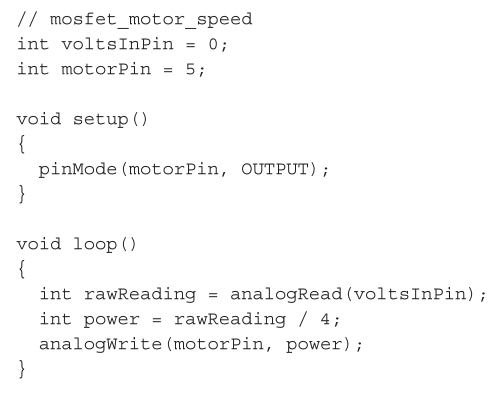 // mosfet_motor_speed
int voltsInPin = 0;
int motorPin = 5;

void setup()
{
  pinMode(motorPin, OUTPUT);
}

void loop()
{
  int rawReading = analogRead(voltsInPin);
  int power = rawReading / 4;
  analogWrite(motorPin, power);
}